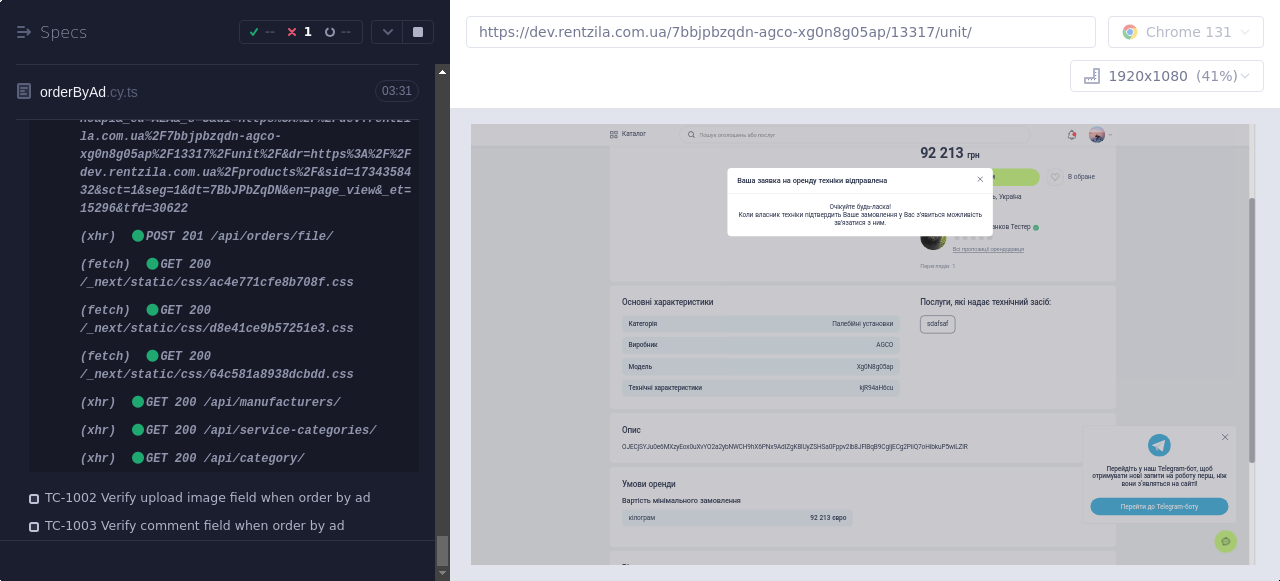 Specs
--
1
--
https://dev.rentzila.com.ua/7bbjpbzqdn-agco-xg0n8g05ap/13317/unit/
Chrome 131
1920x1080 (41%)
orderByAd.cy.ts
03:31
la.com.ua%2F7bbjpbzqdn-agco-
xg0n8g05ap%2F13317%2Funit%2F&dr=https%3A%2F%2F
dev.rentzila.com.ua%2Fproducts%2F&sid=17343584
32&sct=1&seg=1&dt=7BbJPbZqDN&en=page_view&_et=
15296&tfd=30622
(xhr) POST 201 /api/orders/file/
(fetch) GET 200
/_next/static/css/ac4e771cfe8b708f.css
(fetch) GET 200
/_next/static/css/d8e41ce9b57251e3.css
(fetch) GET 200
/_next/static/css/64c581a8938dcbdd.css
(xhr) GET 200 /api/manufacturers/
(xhr) GET 200 /api/service-categories/
(xhr) GET 200 /api/category/
TC-1002 Verify upload image field when order by ad
TC-1003 Verify comment field when order by ad
Каталог
Пошук оголошень або послуг
92 213 грн
В обране
Ваша заявка на оренду техніки відправлена
Очікуйте будь-ласка!
Коли власник техніки підтвердить Ваше замовлення у Вас з'явиться можливість
зв'язатися з ним.
Україна
Тестер
Всі пропозиції орендодавця
Переглядів: 1
Основні характеристики
Категорія Палебійні установки
Виробник AGCO
Модель Xg0N8g05ap
Технічні характеристики kjR94aH6cu
Послуги, які надає технічний засіб:
sdafsaf
Опис
Умови оренди
Вартість мінімального замовлення
кілограм 92 213 євро
Перейдіть у наш Telegram-бот, щоб
отримувати нові запити на роботу перш, ніж
вони з'являться на сайті!
Перейти до Телеграм-боту